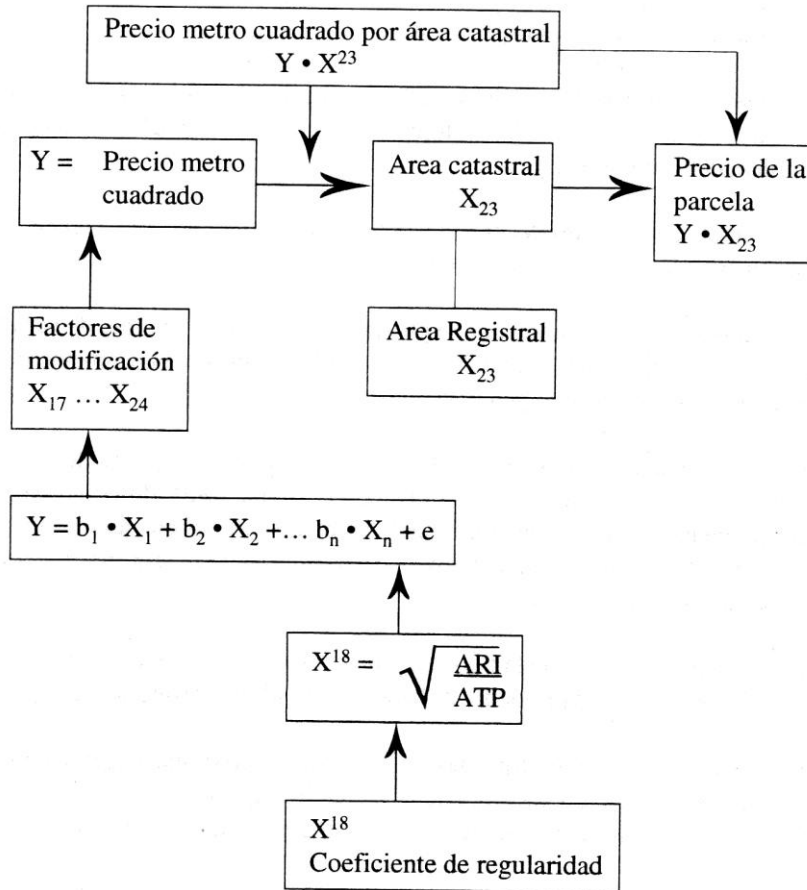 Precio metro cuadrado por área catastral
Y • X²³
Y = Precio metro
cuadrado
Area catastral
X₂₃
Precio de la
parcela
Y • X₂₃
Factores de
modificación
X₁₇ ... X₂₄
Area Registral
X₂₃
Y = b₁ • X₁ + b₂ • X₂ +... bₙ • Xₙ + e
X¹⁸ = √ARI
ATP
X¹⁸
Coeficiente de regularidad